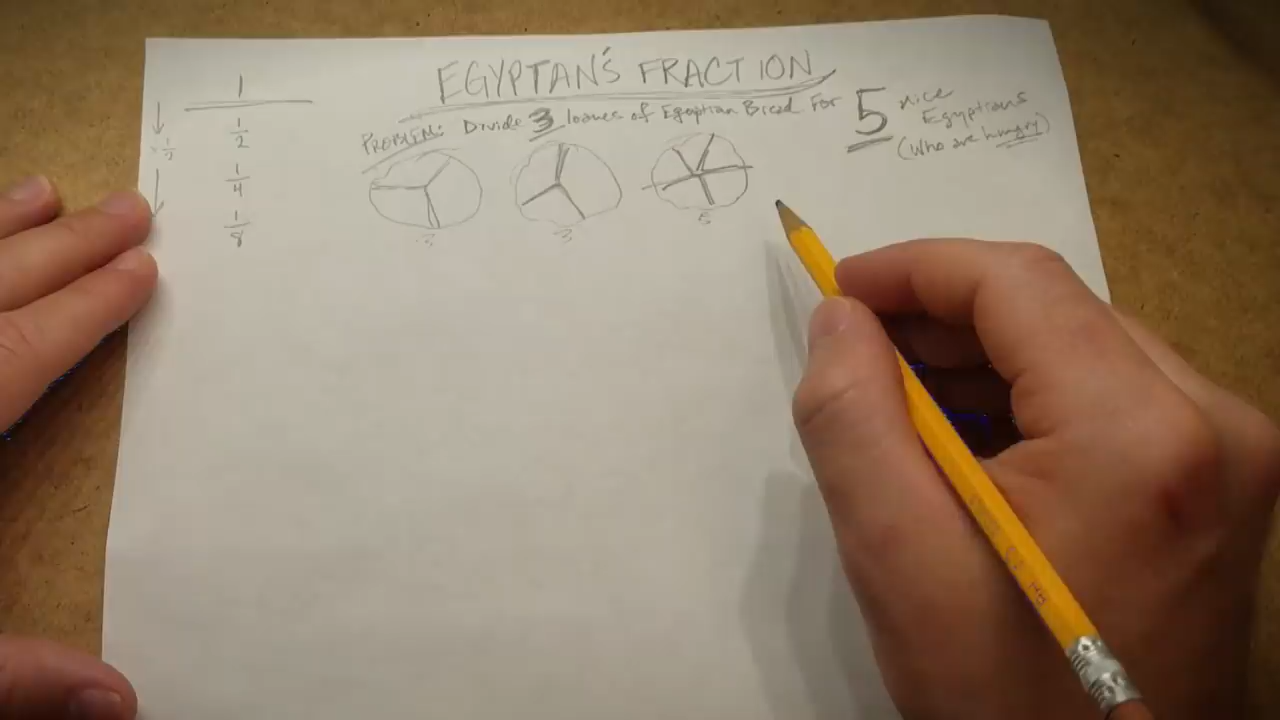 EGYPTAN'S FRACTION
PROBLEM: Divide 3 loaves of Egyptian Bread For 5 nice Egyptians
(Who are hungry)
1
1/2
1/4
1/8
3
3
5